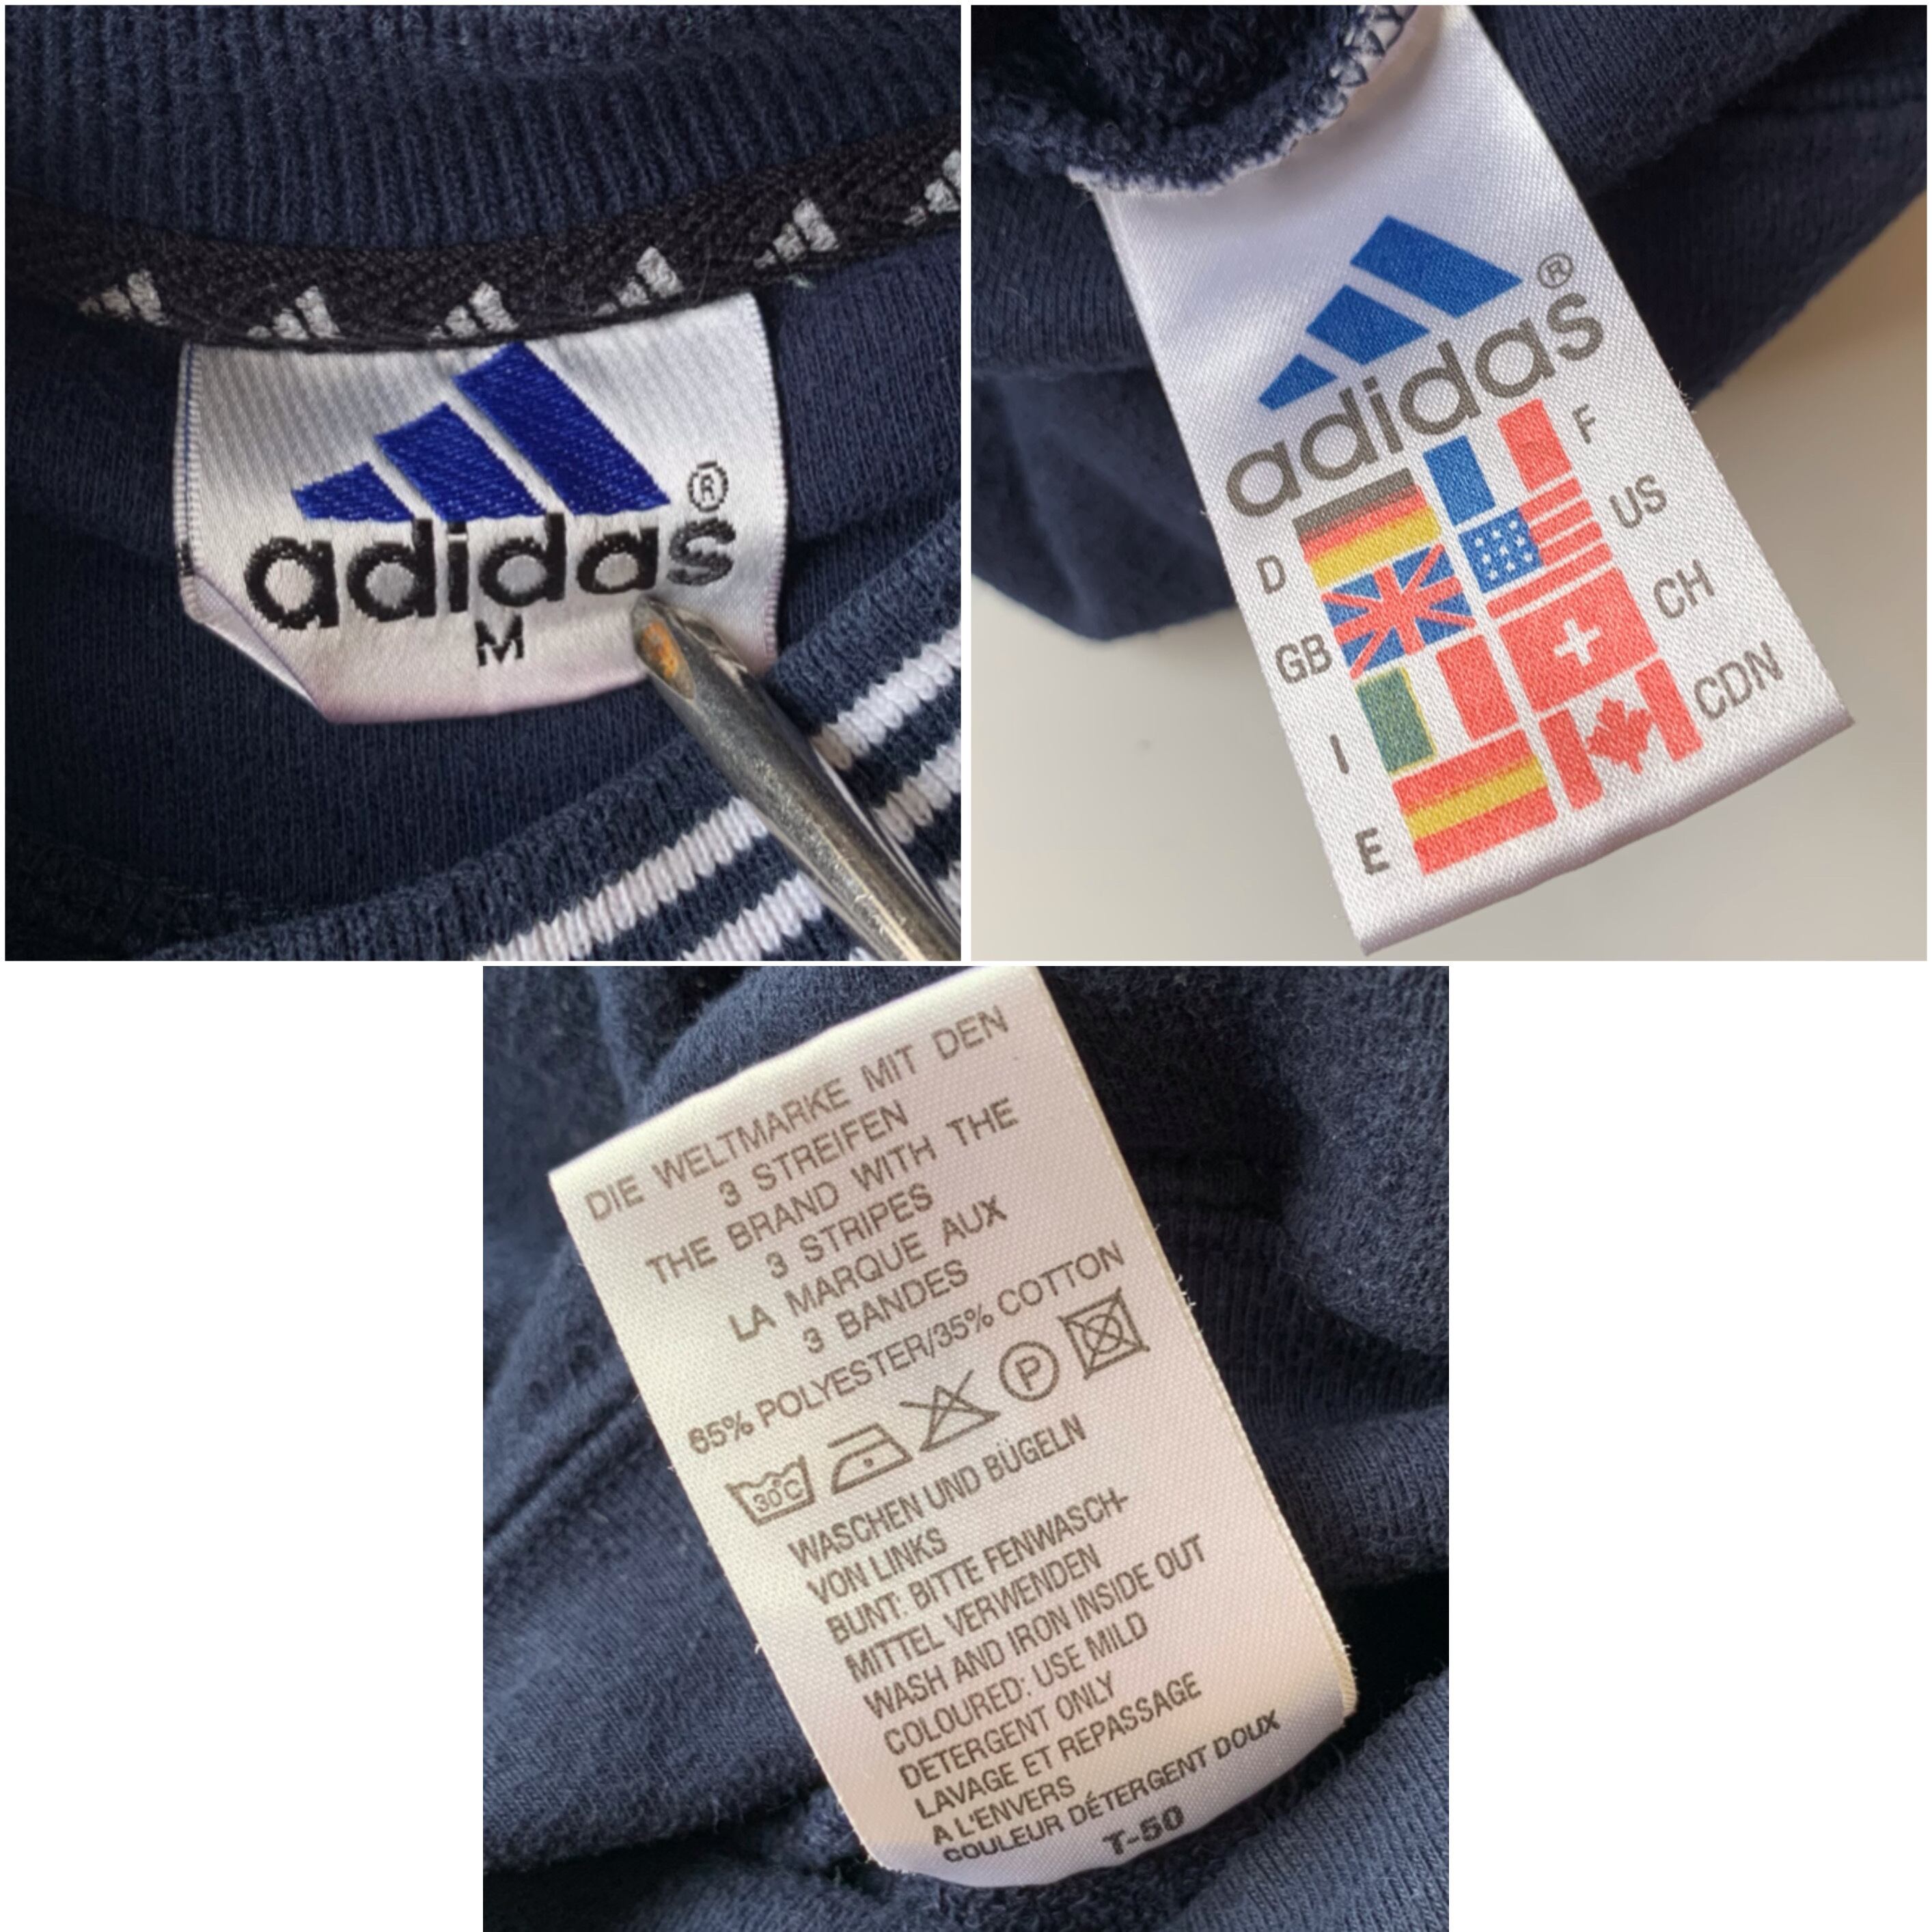 adidas ®
M
adidas ®
F
D
US
GB
CH
I
CDN
E
DIE WELTMARKE MIT DEN
3 STREIFEN
THE BRAND WITH THE
3 STRIPES
LA MARQUE AUX
3 BANDES
65% POLYESTER/35% COTTON
30°C P
WASCHEN UND BÜGELN
VON LINKS
BUNT: BITTE FENWASCH-
MITTEL VERWENDEN
WASH AND IRON INSIDE OUT
COLOURED: USE MILD
DETERGENT ONLY
LAVAGE ET REPASSAGE
A L'ENVERS
COULEUR DÉTERGENT DOUX
T-50